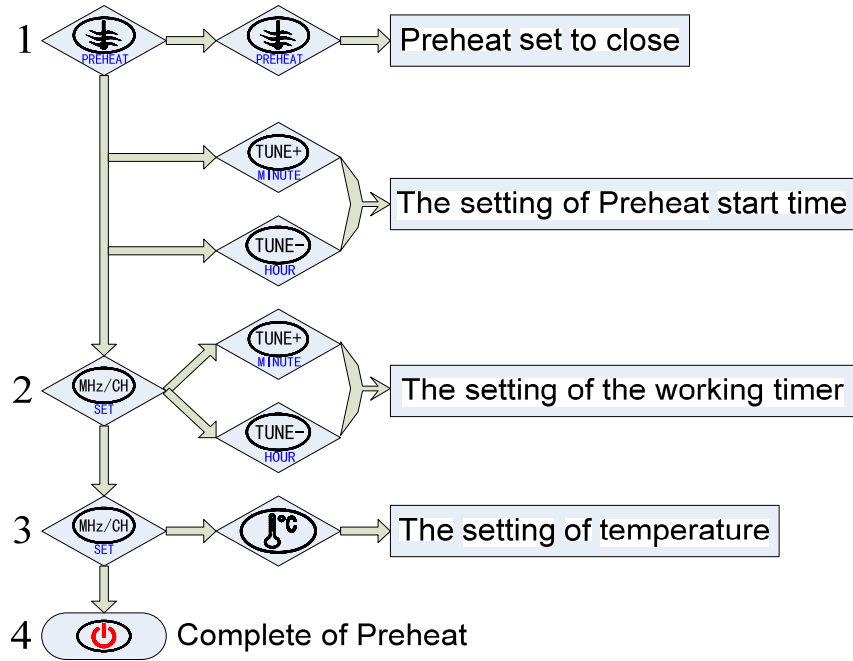 1
PREHEAT
PREHEAT
Preheat set to close
TUNE+
MINUTE
The setting of Preheat start time
TUNE-
HOUR
2
MHz/CH
SET
TUNE+
MINUTE
The setting of the working timer
TUNE-
HOUR
3
MHz/CH
SET
°C
The setting of temperature
4
Complete of Preheat